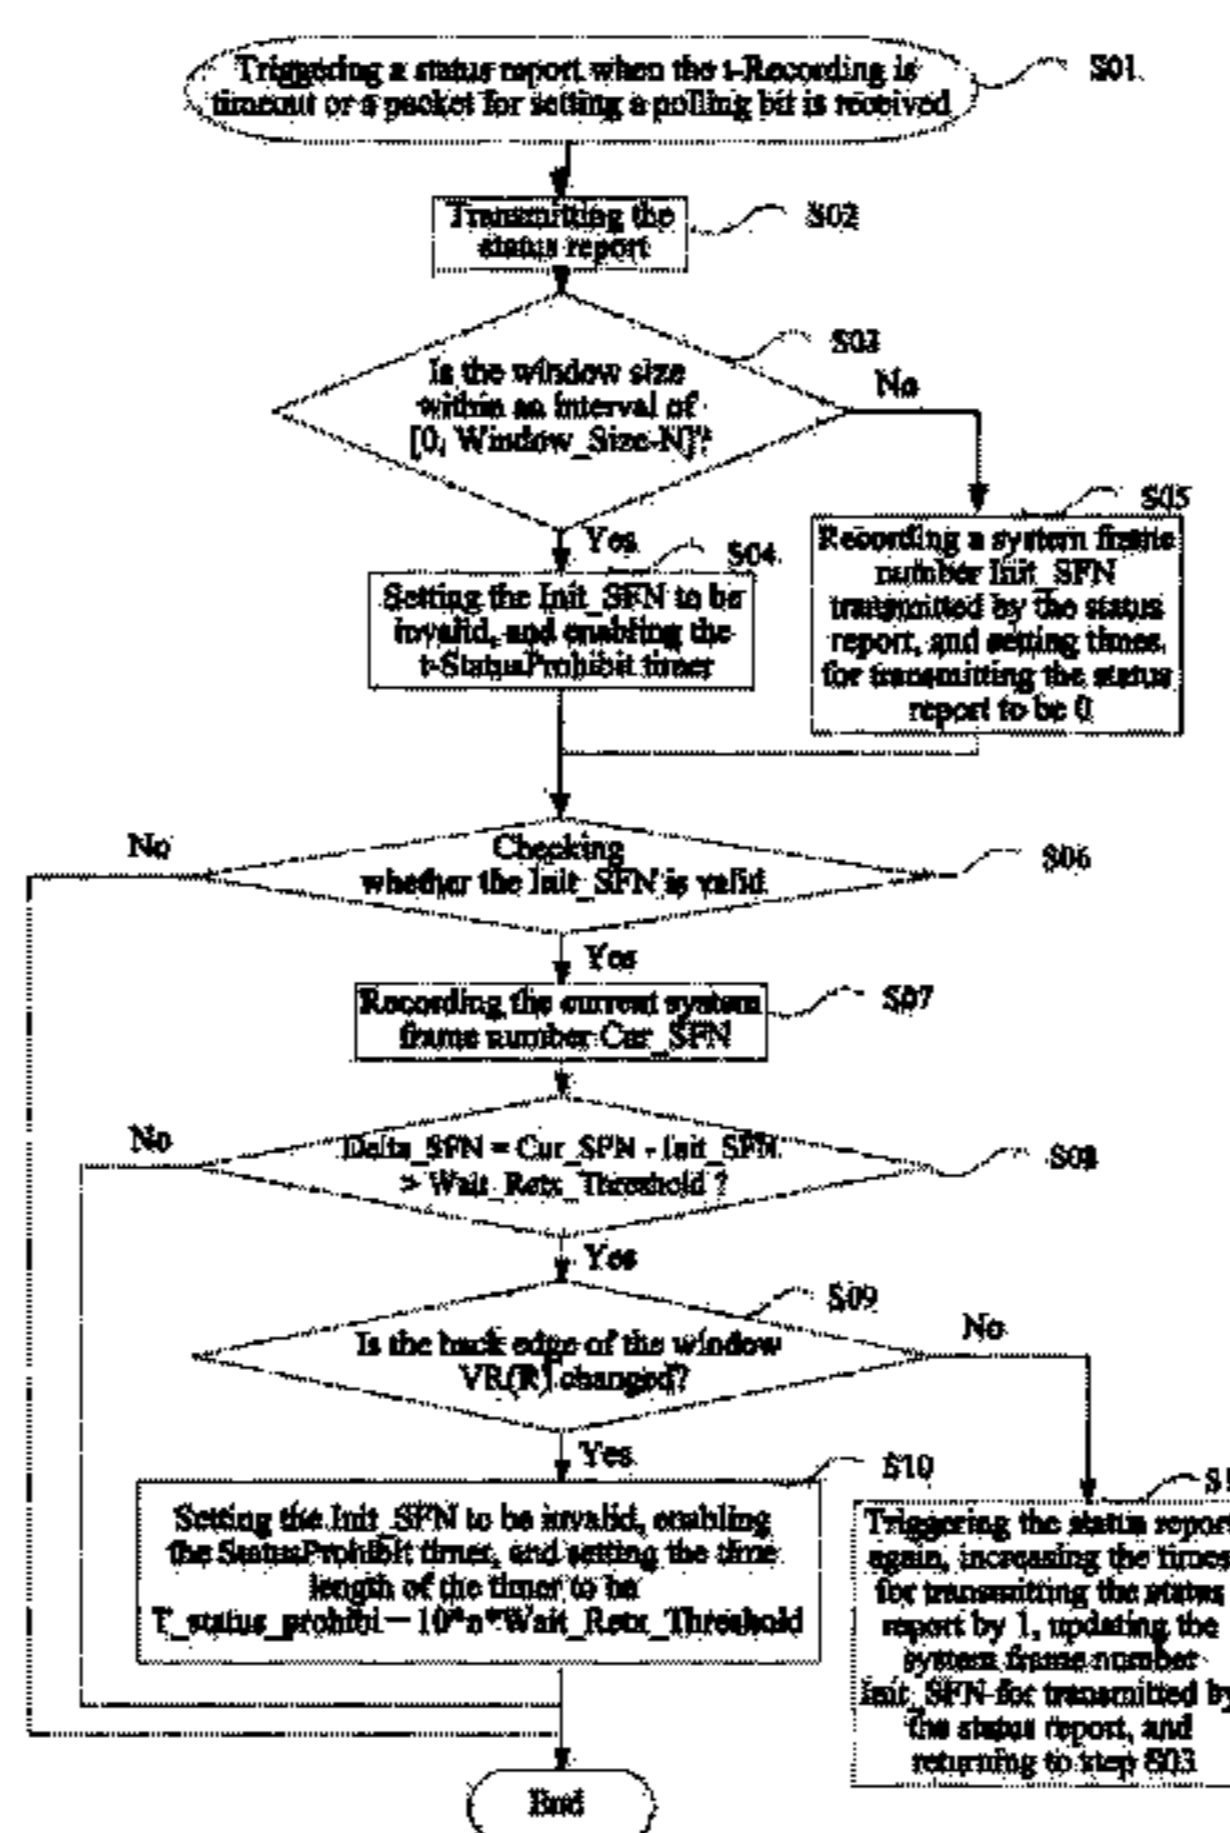 Triggering a status report when the t-Recording is
timeout or a packet for setting a polling bit is received
S01
Transmitting the
status report
S02
S03
Is the window size
within an interval of
[0, Window_Size-N]?
No
Yes
S04
S05
Setting the Init_SFN to be
invalid, and enabling the
t-StatusProhibit timer
Recording a system frame
number Init_SFN
transmitted by the status
report, and setting times
for transmitting the status
report to be 0
No
Checking
whether the Init_SFN is valid
S06
Yes
Recording the current system
frame number Cur_SFN
S07
No
Delta_SFN = Cur_SFN - Init_SFN
> Wait_Retx_Threshold ?
S08
Yes
S09
Is the back edge of the window
VR(R) changed?
No
Yes
S10
Setting the Init_SFN to be invalid, enabling
the StatusProhibit timer, and setting the time
length of the timer to be
T_status_prohibi - 10*n*Wait_Retx_Threshold
Triggering the status report
again, increasing the times
for transmitting the status
report by 1, updating the
system frame number
Init_SFN for transmitted by
the status report, and
returning to step S03
End